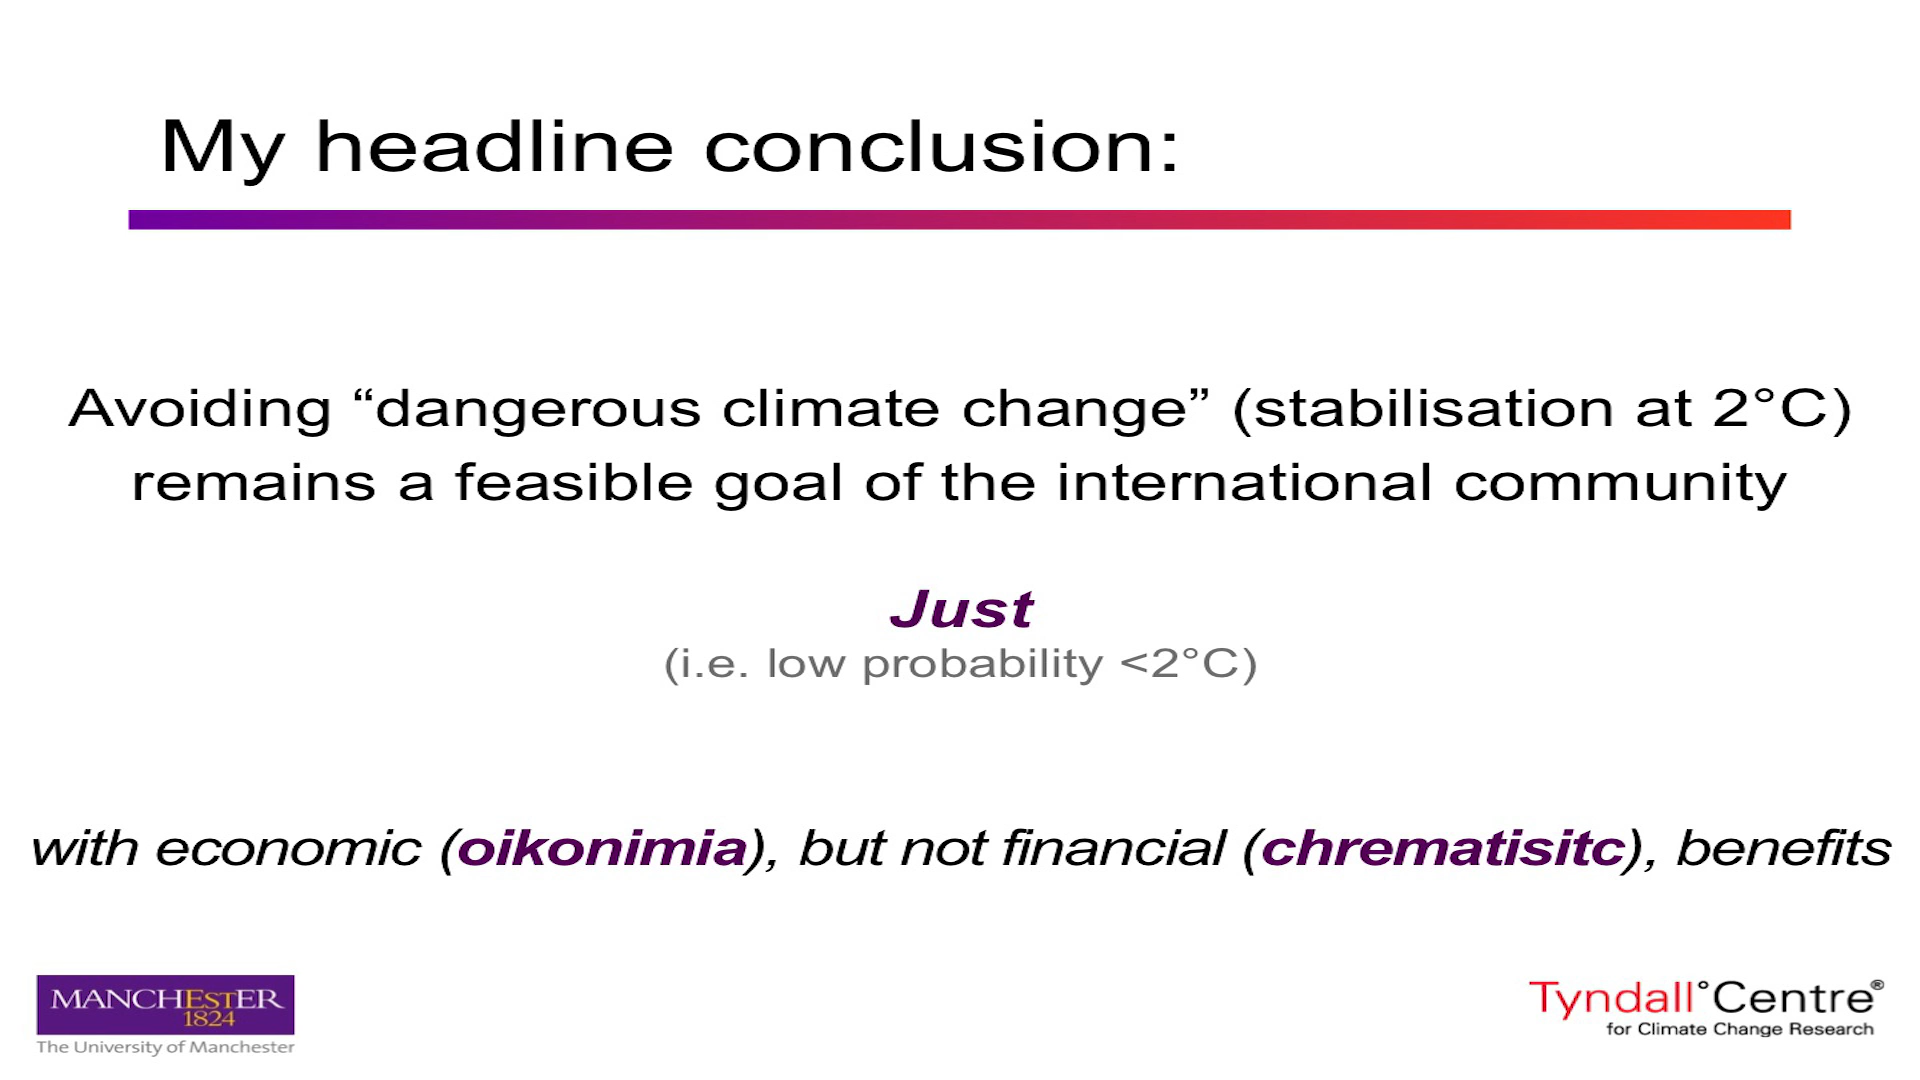 My headline conclusion:
Avoiding “dangerous climate change” (stabilisation at 2°C)
remains a feasible goal of the international community
Just
(i.e. low probability <2°C)
with economic (oikonimia), but not financial (chrematisitc), benefits
MANCHESTER
1824
The University of Manchester
Tyndall°Centre®
for Climate Change Research